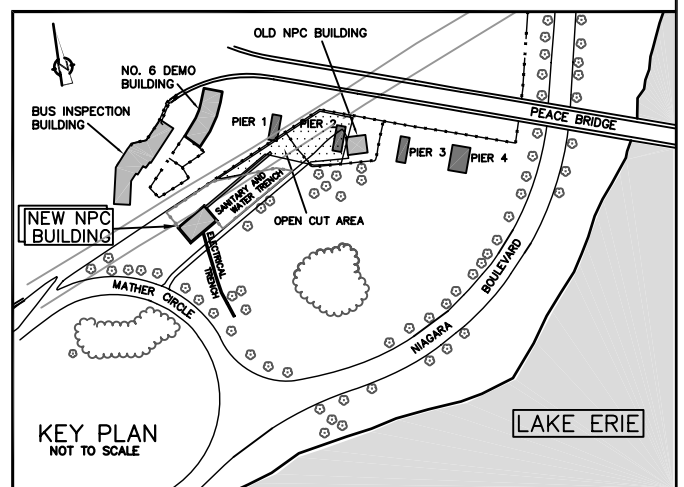 OLD NPC BUILDING
NO. 6 DEMO
BUILDING
BUS INSPECTION
BUILDING
PIER 1
PIER 2
PIER 3
PIER 4
PEACE BRIDGE
SANITARY AND
WATER TRENCH
OPEN CUT AREA
NEW NPC
BUILDING
ELECTRICAL
TRENCH
MATHER CIRCLE
NIAGARA
BOULEVARD
KEY PLAN
NOT TO SCALE
LAKE ERIE